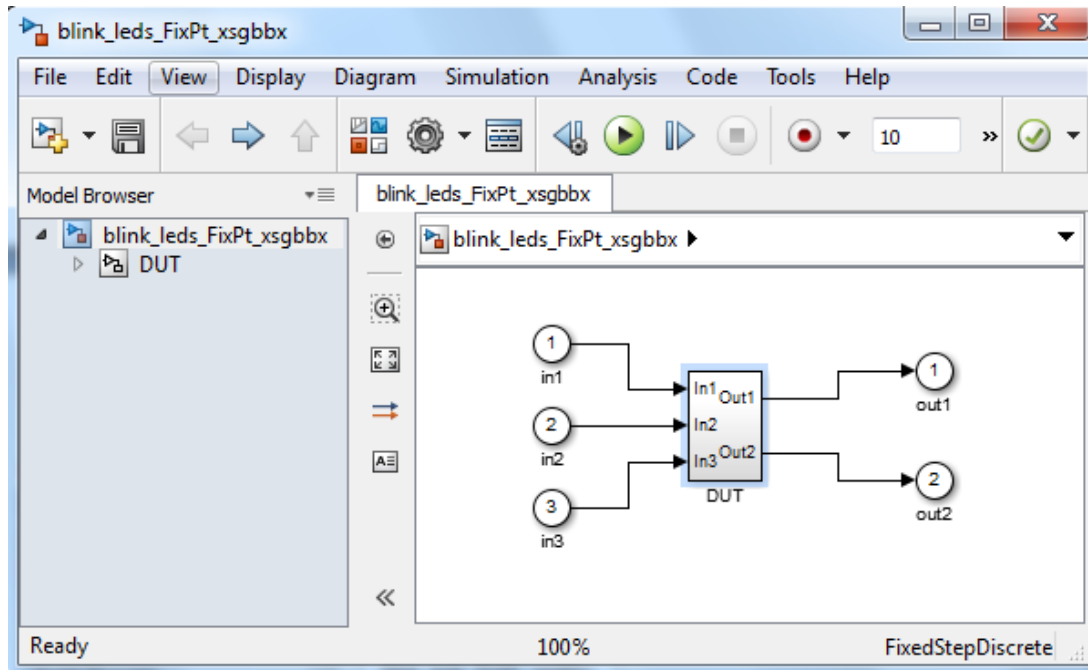 blink_leds_FixPt_xsgbbx
File Edit View Display Diagram Simulation Analysis Code Tools Help
10 »
Model Browser
blink_leds_FixPt_xsgbbx
blink_leds_FixPt_xsgbbx
DUT
blink_leds_FixPt_xsgbbx
1
in1
2
in2
3
in3
In1 Out1
In2
In3 Out2
DUT
1
out1
2
out2
A
Ready 100% FixedStepDiscrete